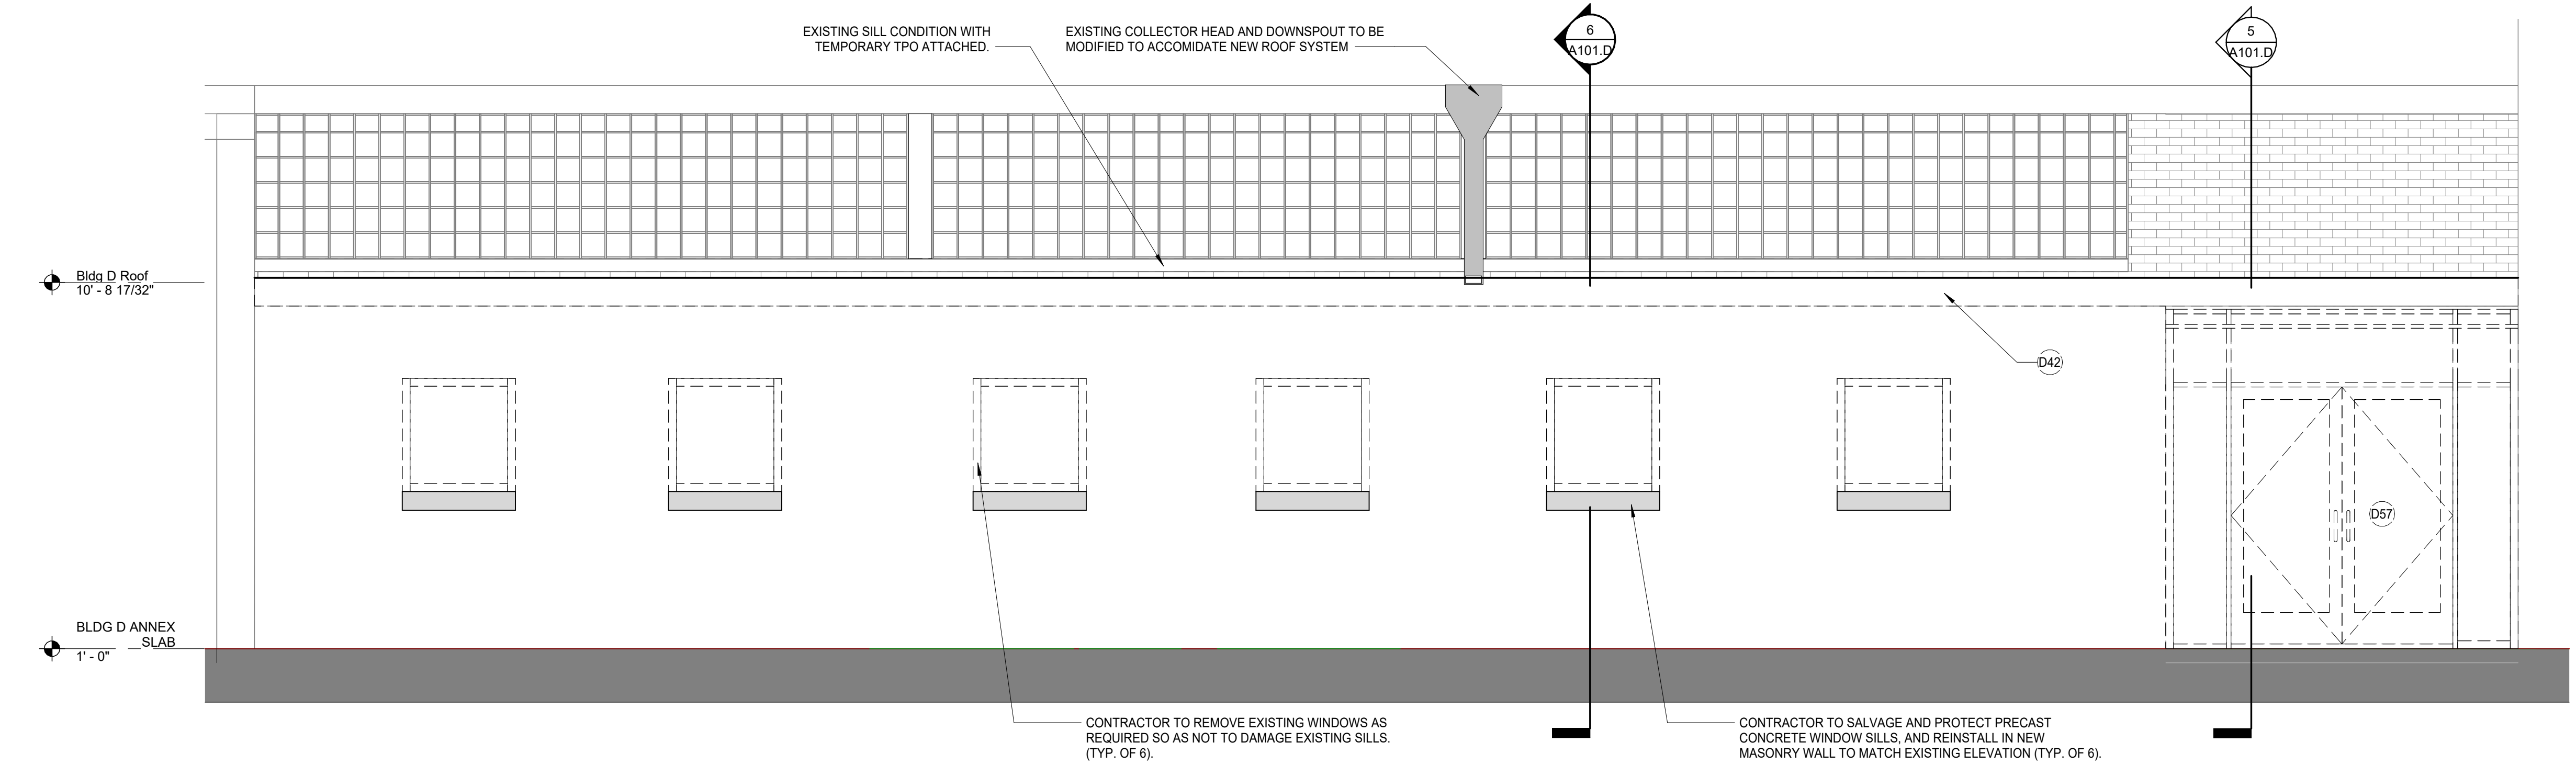 EXISTING SILL CONDITION WITH
TEMPORARY TPO ATTACHED.
EXISTING COLLECTOR HEAD AND DOWNSPOUT TO BE
MODIFIED TO ACCOMIDATE NEW ROOF SYSTEM
6
A101.D
5
A101.D
Bldg D Roof
10' - 8 17/32"
D42
D57
BLDG D ANNEX
SLAB
1' - 0"
CONTRACTOR TO REMOVE EXISTING WINDOWS AS
REQUIRED SO AS NOT TO DAMAGE EXISTING SILLS.
(TYP. OF 6).
CONTRACTOR TO SALVAGE AND PROTECT PRECAST
CONCRETE WINDOW SILLS, AND REINSTALL IN NEW
MASONRY WALL TO MATCH EXISTING ELEVATION (TYP. OF 6).